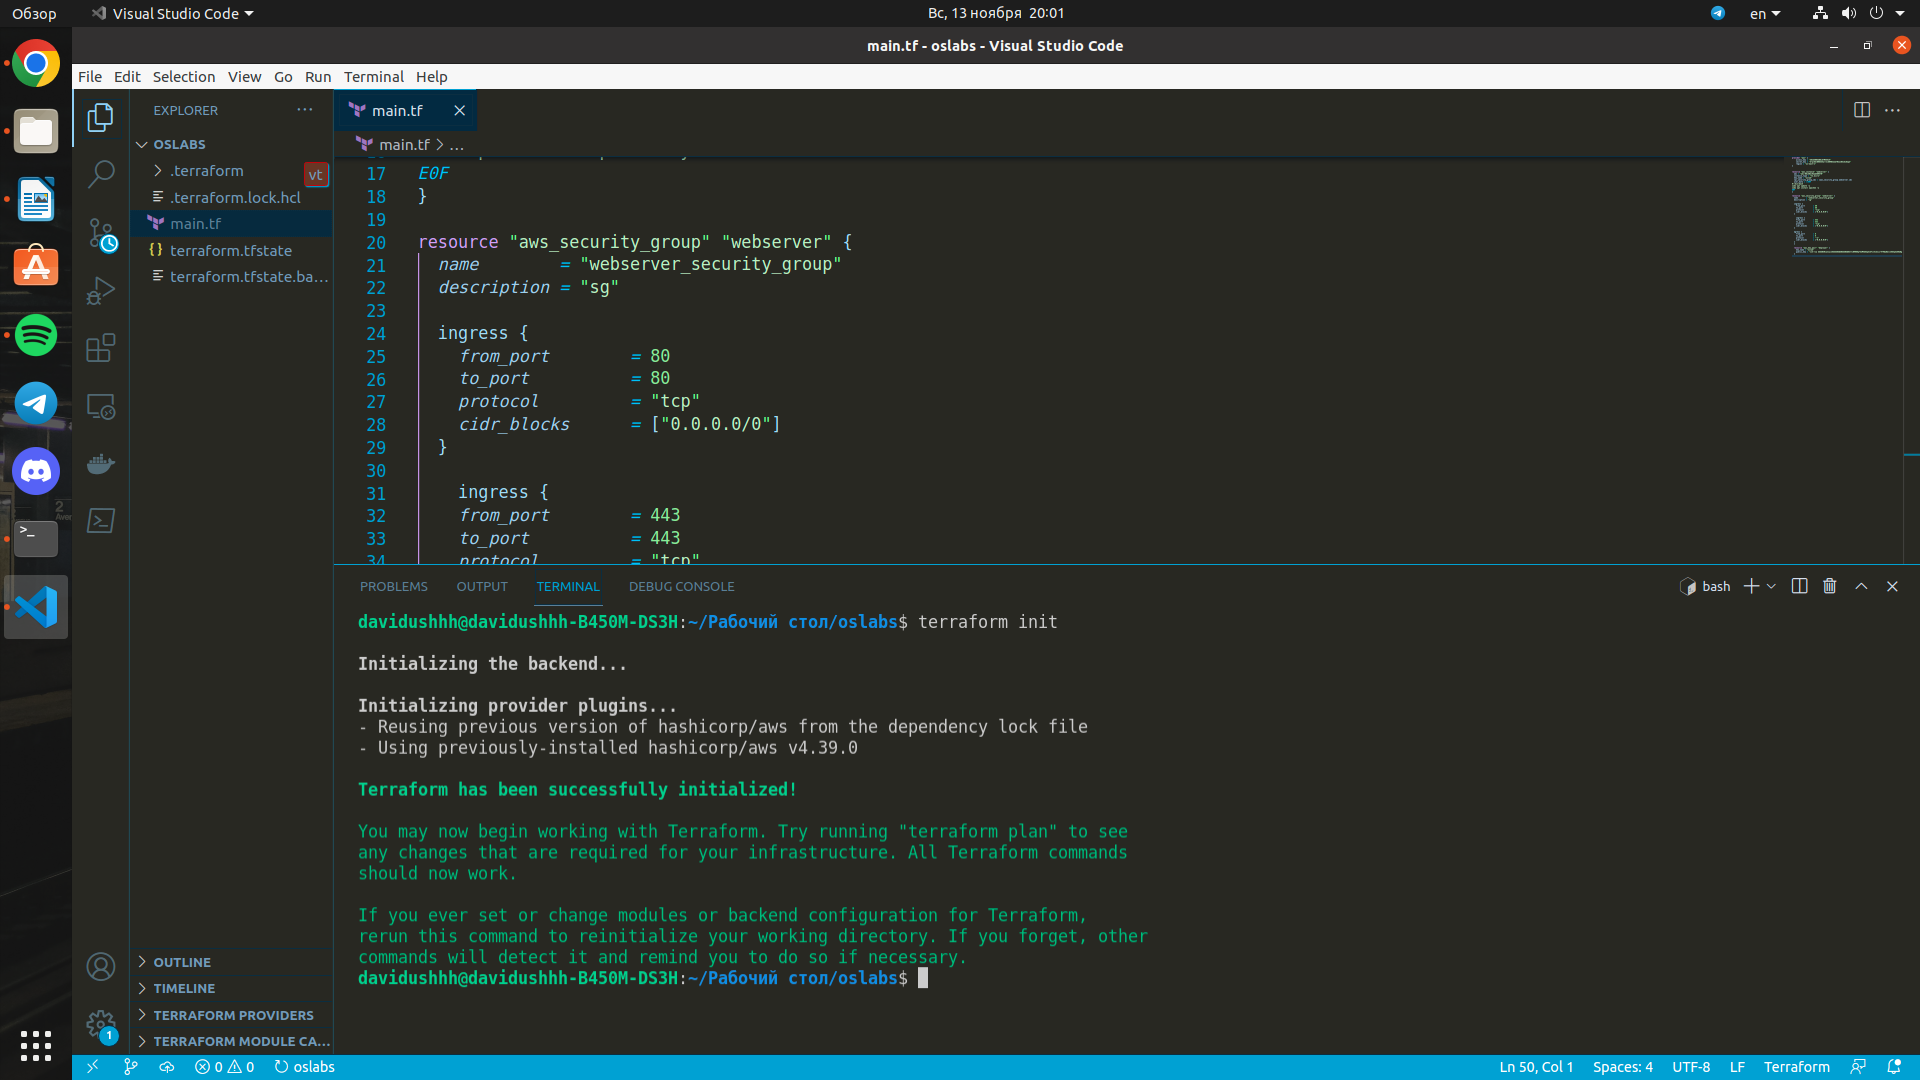 Обзор
Visual Studio Code
Вс, 13 ноября 20:01
en
main.tf - oslabs - Visual Studio Code
File Edit Selection View Go Run Terminal Help
EXPLORER
OSLABS
.terraform
vt
.terraform.lock.hcl
main.tf
terraform.tfstate
terraform.tfstate.ba...
main.tf
main.tf > ...
17 EOF
18 }
19
20 resource "aws_security_group" "webserver" {
21 name = "webserver_security_group"
22 description = "sg"
23
24 ingress {
25 from_port = 80
26 to_port = 80
27 protocol = "tcp"
28 cidr_blocks = ["0.0.0.0/0"]
29 }
30
31 ingress {
32 from_port = 443
33 to_port = 443
34 protocol = "tcp"
PROBLEMS OUTPUT TERMINAL DEBUG CONSOLE
bash
davidushhh@davidushhh-B450M-DS3H:~/Рабочий стол/oslabs$ terraform init
Initializing the backend...
Initializing provider plugins...
- Reusing previous version of hashicorp/aws from the dependency lock file
- Using previously-installed hashicorp/aws v4.39.0
Terraform has been successfully initialized!
You may now begin working with Terraform. Try running "terraform plan" to see
any changes that are required for your infrastructure. All Terraform commands
should now work.
If you ever set or change modules or backend configuration for Terraform,
rerun this command to reinitialize your working directory. If you forget, other
commands will detect it and remind you to do so if necessary.
davidushhh@davidushhh-B450M-DS3H:~/Рабочий стол/oslabs$
OUTLINE
TIMELINE
TERRAFORM PROVIDERS
TERRAFORM MODULE CA...
1
0 0 oslabs
Ln 50, Col 1 Spaces: 4 UTF-8 LF Terraform